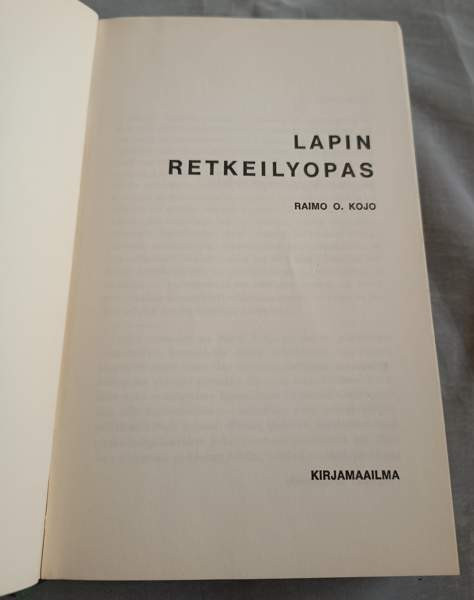 LAPIN
RETKEILYOPAS
RAIMO O. KOJO
KIRJAMAAILMA